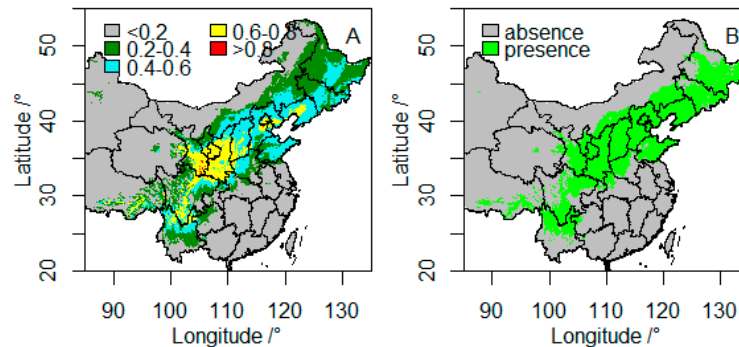 <0.2 0.6-0.8 A
0.2-0.4 >0.8
0.4-0.6
Latitude /°
50
40
30
20
90 100 110 120 130
Longitude /°
absence B
presence
Latitude /°
50
40
30
20
90 100 110 120 130
Longitude /°